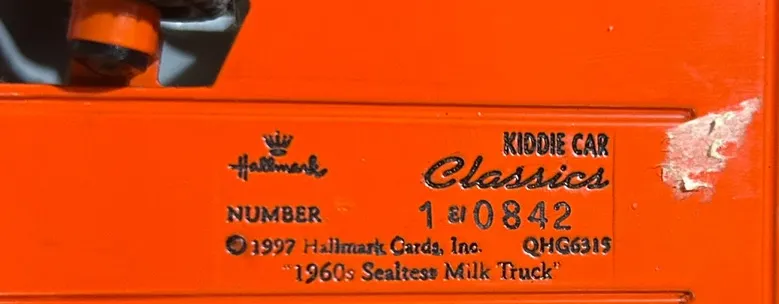 KIDDIE CAR
Hallmark Classics
NUMBER 1 0842
© 1997 Hallmark Cards, Inc. QHG6315
"1960s Sealtest Milk Truck"